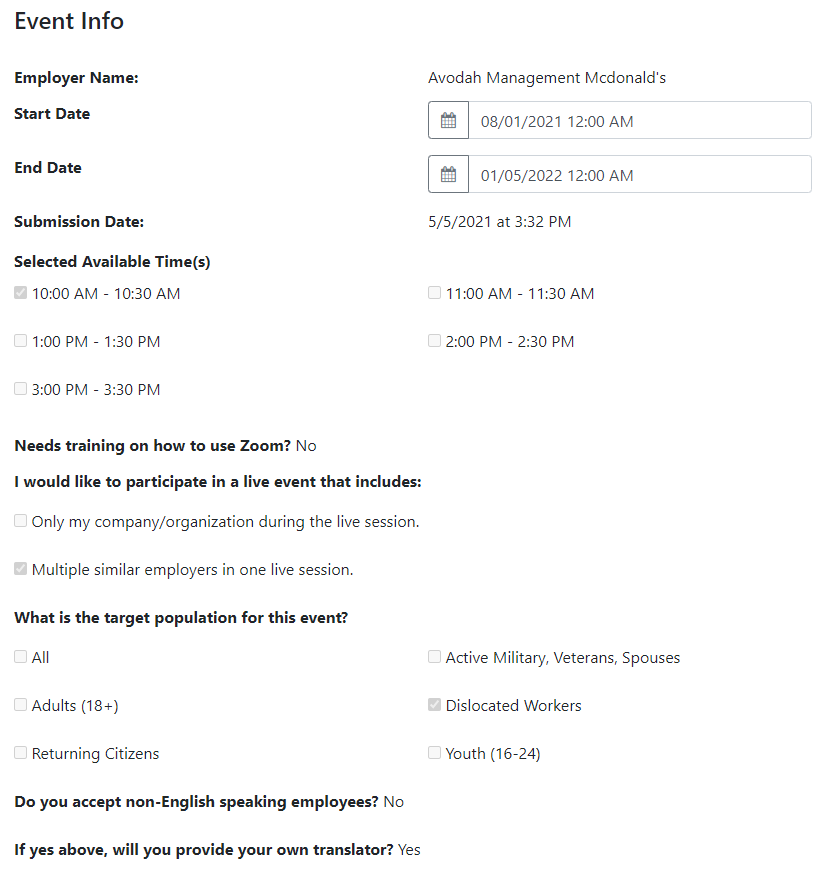 Event Info
Employer Name: Avodah Management Mcdonald's
Start Date 08/01/2021 12:00 AM
End Date 01/05/2022 12:00 AM
Submission Date: 5/5/2021 at 3:32 PM
Selected Available Time(s)
10:00 AM - 10:30 AM 11:00 AM - 11:30 AM
1:00 PM - 1:30 PM 2:00 PM - 2:30 PM
3:00 PM - 3:30 PM
Needs training on how to use Zoom? No
I would like to participate in a live event that includes:
Only my company/organization during the live session.
Multiple similar employers in one live session.
What is the target population for this event?
All Active Military, Veterans, Spouses
Adults (18+) Dislocated Workers
Returning Citizens Youth (16-24)
Do you accept non-English speaking employees? No
If yes above, will you provide your own translator? Yes